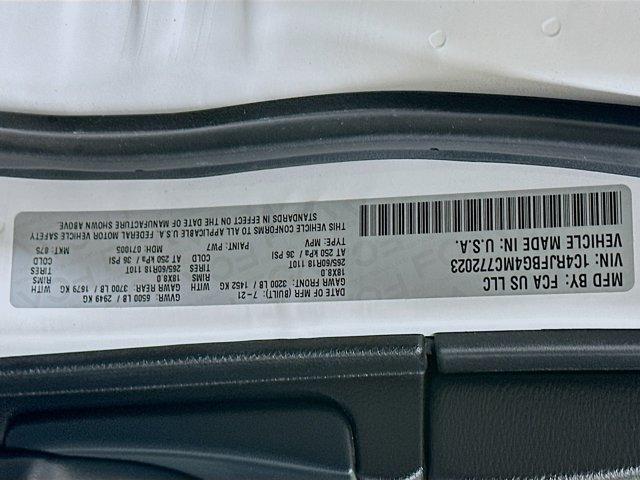 MFD BY: FCA US LLC
DATE OF MFR (BUILT): 7-21
GVWR: 6500 LB / 2949 KG
GAWR FRONT: 3200 LB / 1452 KG
GAWR REAR: 3700 LB / 1679 KG
WITH RIMS
18X8.0
WITH RIMS
18X8.0
TIRES
265/60R18 110T
TIRES
265/60R18 110T
COLD
AT 250 kPa / 36 PSI
COLD
AT 250 kPa / 36 PSI
VIN: 1C4RJFBG4MC772023
TYPE: MPV
PAINT: PW7
MDH: 071005
MKT: 875
VEHICLE MADE IN: U.S.A.
THIS VEHICLE CONFORMS TO ALL APPLICABLE U.S.A. FEDERAL MOTOR VEHICLE SAFETY
STANDARDS IN EFFECT ON THE DATE OF MANUFACTURE SHOWN ABOVE.